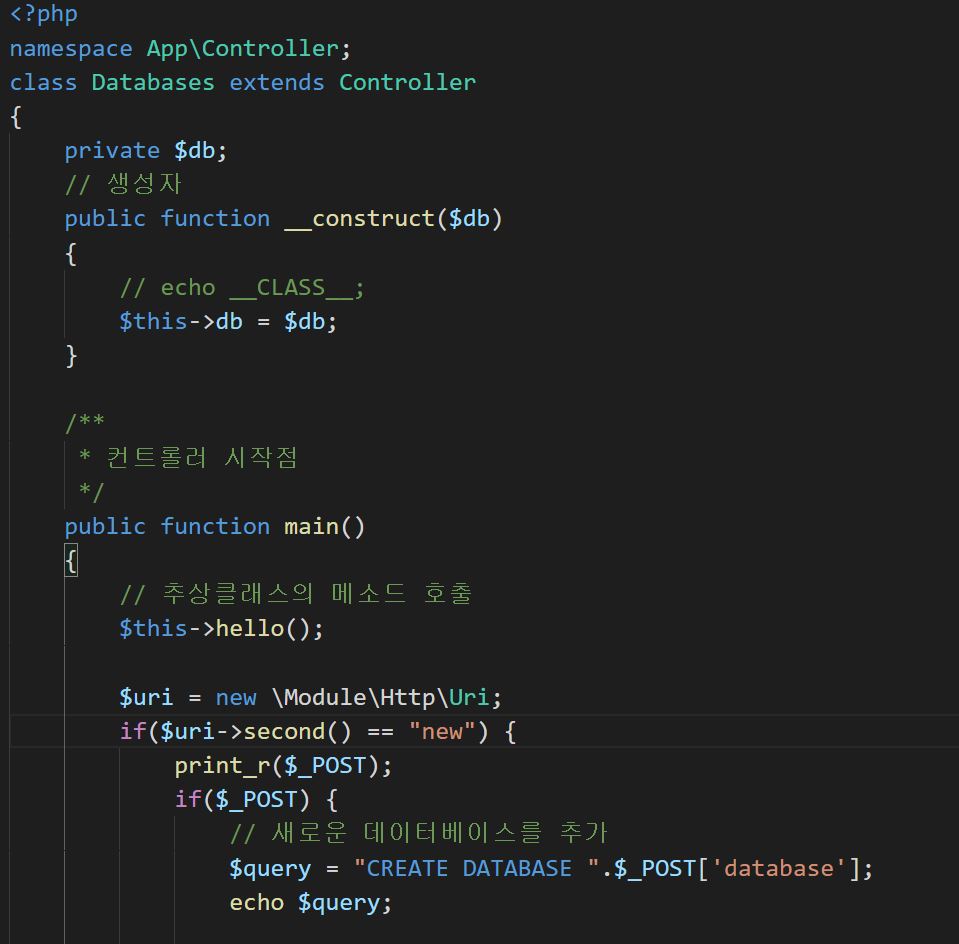 <?php
namespace App\Controller;
class Databases extends Controller
{
    private $db;
    // 생성자
    public function __construct($db)
    {
        // echo __CLASS__;
        $this->db = $db;
    }

    /**
     * 컨트롤러 시작점
     */
    public function main()
    {
        // 추상클래스의 메소드 호출
        $this->hello();

        $uri = new \Module\Http\Uri;
        if($uri->second() == "new") {
            print_r($_POST);
            if($_POST) {
                // 새로운 데이터베이스를 추가
                $query = "CREATE DATABASE ".$_POST['database'];
                echo $query;